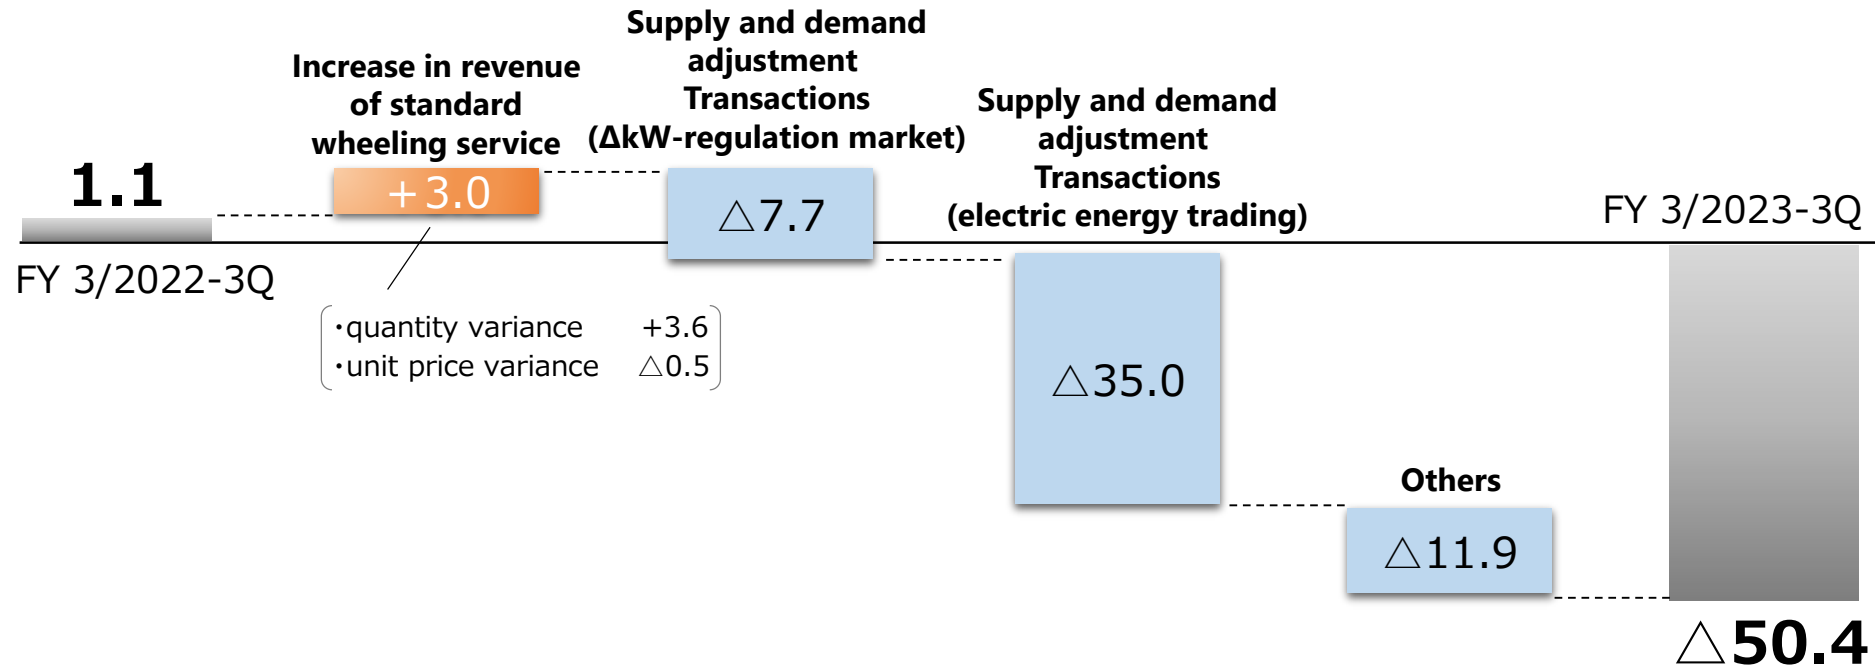 1.1
FY 3/2022-3Q
Increase in revenue
of standard
wheeling service
+3.0
・quantity variance +3.6
・unit price variance △0.5
Supply and demand
adjustment
Transactions
(ΔkW-regulation market)
△7.7
Supply and demand
adjustment
Transactions
(electric energy trading)
△35.0
Others
△11.9
FY 3/2023-3Q
△50.4